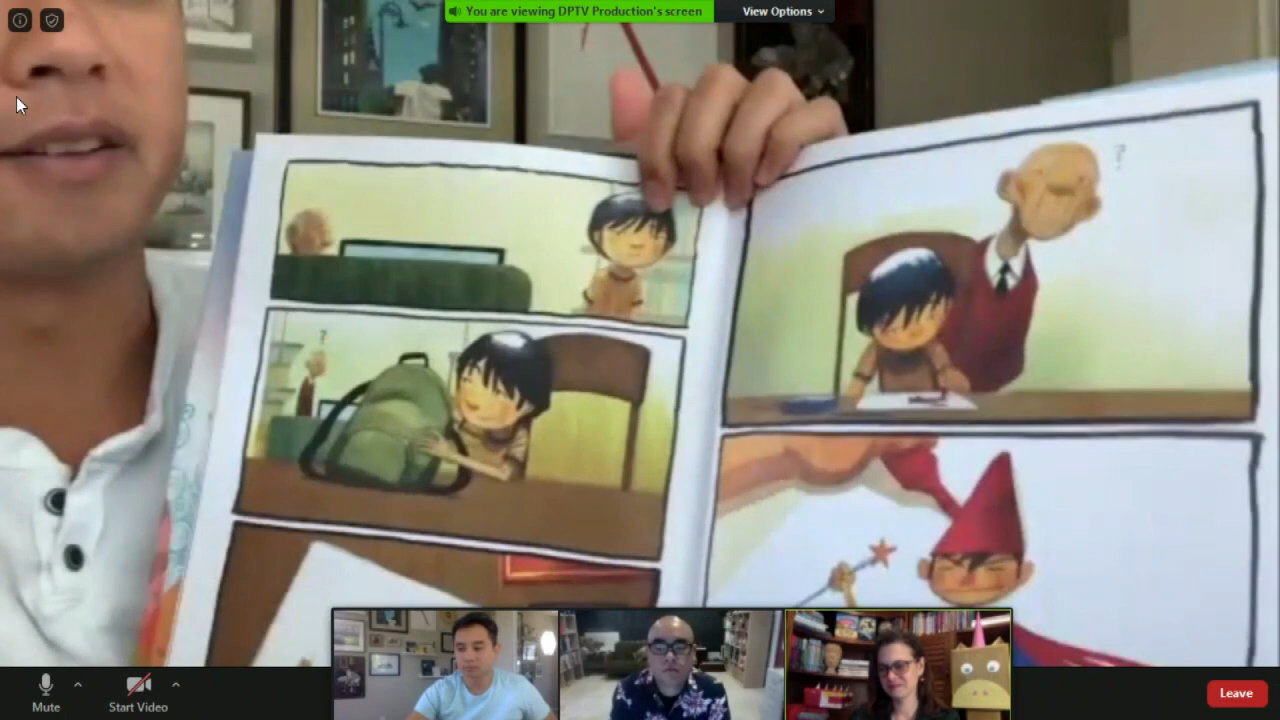 You are viewing DPTV Production's screen
View Options
?
?
Mute
Start Video
Leave